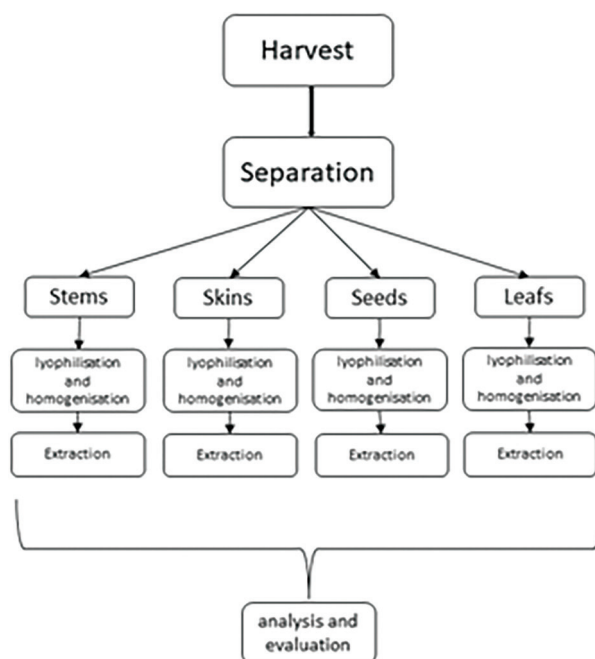 Harvest
Separation
Stems
Skins
Seeds
Leafs
lyophilisation
and
homogenisation
lyophilisation
and
homogenisation
lyophilisation
and
homogenisation
lyophilisation
and
homogenisation
Extraction
Extraction
Extraction
Extraction
analysis and
evaluation